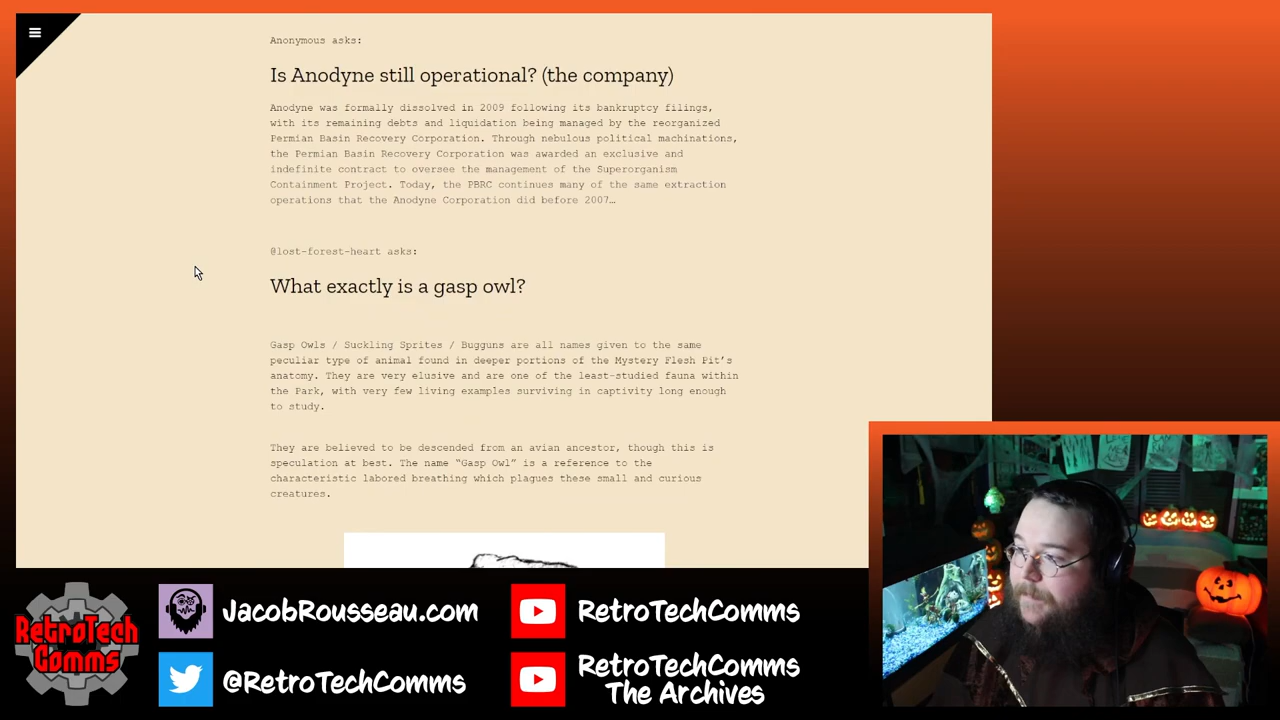 Anonymous asks:
Is Anodyne still operational? (the company)
Anodyne was formally dissolved in 2009 following its bankruptcy filings,
with its remaining debts and liquidation being managed by the reorganized
Permian Basin Recovery Corporation. Through nebulous political machinations,
the Permian Basin Recovery Corporation was awarded an exclusive and
indefinite contract to oversee the management of the Superorganism
Containment Project. Today, the PBRC continues many of the same extraction
operations that the Anodyne Corporation did before 2007…
@lost-forest-heart asks:
What exactly is a gasp owl?
Gasp Owls / Suckling Sprites / Bugguns are all names given to the same
peculiar type of animal found in deeper portions of the Mystery Flesh Pit’s
anatomy. They are very elusive and are one of the least-studied fauna within
the Park, with very few living examples surviving in captivity long enough
to study.
They are believed to be descended from an avian ancestor, though this is
speculation at best. The name “Gasp Owl” is a reference to the
characteristic labored breathing which plagues these small and curious
creatures.
RetroTech
Comms
JacobRousseau.com
@RetroTechComms
RetroTechComms
RetroTechComms
The Archives